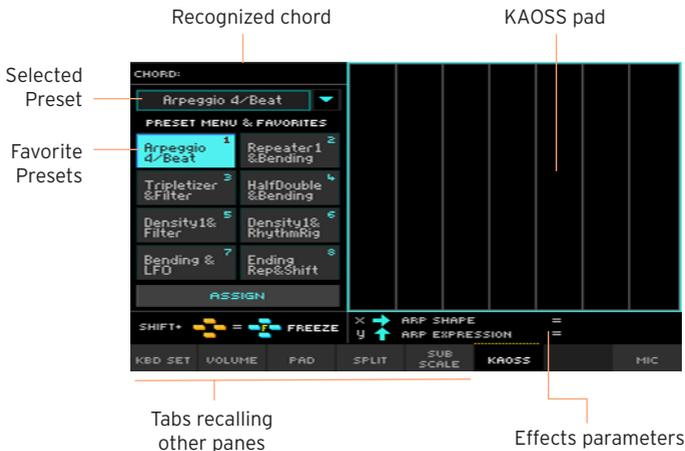 Recognized chord
KAOSS pad
Selected
Preset
Favorite
Presets
CHORD:
Arpeggio 4/Beat
PRESET MENU & FAVORITES
Arpeggio 1
4/Beat
Repeater1 2
&Bending
Tripletizer 3
&Filter
HalfDouble 4
&Bending
Density1& 5
Filter
Density1& 6
RhythmRig
Bending & 7
LFO
Ending 8
Rep&Shift
ASSIGN
SHIFT+ = F FREEZE
X ARP SHAPE =
y ARP EXPRESSION =
KBD SET VOLUME PAD SPLIT SUB SCALE KAOSS MIC
Tabs recalling
other panes
Effects parameters